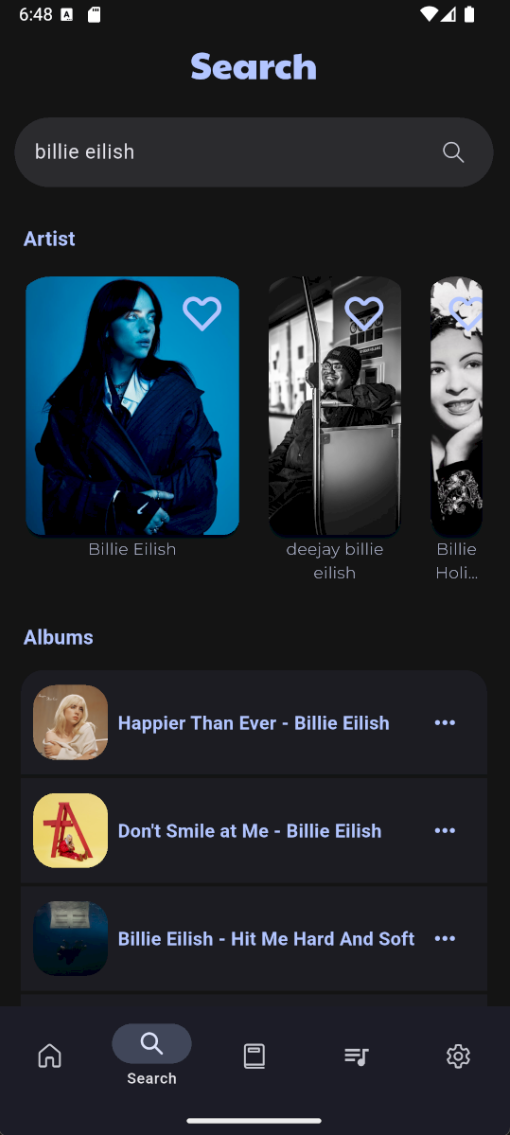 6:48
Search
billie eilish
Artist
Billie Eilish
deejay billie
eilish
Billie
Holi...
Albums
Happier Than Ever - Billie Eilish
Don't Smile at Me - Billie Eilish
Billie Eilish - Hit Me Hard And Soft
Search